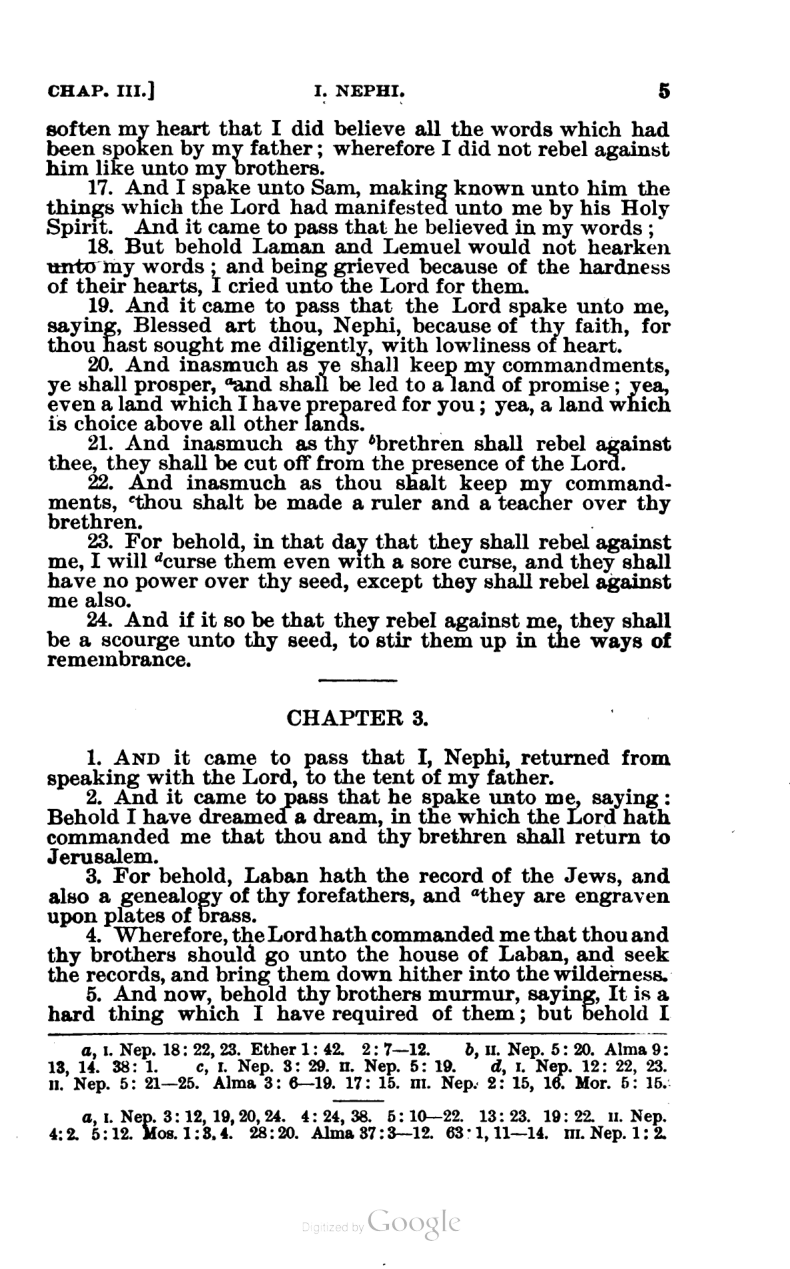 CHAP. III.] I. NEPHI. 5
soften my heart that I did believe all the words which had
been spoken by my father; wherefore I did not rebel against
him like unto my brothers.
17. And I spake unto Sam, making known unto him the
things which the Lord had manifested unto me by his Holy
Spirit. And it came to pass that he believed in my words;
18. But behold Laman and Lemuel would not hearken
unto my words; and being grieved because of the hardness
of their hearts, I cried unto the Lord for them.
19. And it came to pass that the Lord spake unto me,
saying, Blessed art thou, Nephi, because of thy faith, for
thou hast sought me diligently, with lowliness of heart.
20. And inasmuch as ye shall keep my commandments,
ye shall prosper, ᵃand shall be led to a land of promise; yea,
even a land which I have prepared for you; yea, a land which
is choice above all other lands.
21. And inasmuch as thy ᵇbrethren shall rebel against
thee, they shall be cut off from the presence of the Lord.
22. And inasmuch as thou shalt keep my command-
ments, ᶜthou shalt be made a ruler and a teacher over thy
brethren.
23. For behold, in that day that they shall rebel against
me, I will ᵈcurse them even with a sore curse, and they shall
have no power over thy seed, except they shall rebel against
me also.
24. And if it so be that they rebel against me, they shall
be a scourge unto thy seed, to stir them up in the ways of
remembrance.
CHAPTER 3.
1. AND it came to pass that I, Nephi, returned from
speaking with the Lord, to the tent of my father.
2. And it came to pass that he spake unto me, saying:
Behold I have dreamed a dream, in the which the Lord hath
commanded me that thou and thy brethren shall return to
Jerusalem.
3. For behold, Laban hath the record of the Jews, and
also a genealogy of thy forefathers, and ᵃthey are engraven
upon plates of brass.
4. Wherefore, the Lord hath commanded me that thou and
thy brothers should go unto the house of Laban, and seek
the records, and bring them down hither into the wilderness.
5. And now, behold thy brothers murmur, saying, It is a
hard thing which I have required of them; but behold I
a, I. Nep. 18: 22, 23. Ether 1: 42. 2: 7—12. b, II. Nep. 5: 20. Alma 9:
13, 14. 38: 1. c, I. Nep. 3: 29. II. Nep. 5: 19. d, I. Nep. 12: 22, 23.
II. Nep. 5: 21—25. Alma 3: 6—19. 17: 15. III. Nep. 2: 15, 16. Mor. 5: 15.
a, I. Nep. 3: 12, 19, 20, 24. 4: 24, 38. 5: 10—22. 13: 23. 19: 22. II. Nep.
4: 2. 5: 12. Mos. 1: 3, 4. 28: 20. Alma 37: 3—12. 63: 1, 11—14. III. Nep. 1: 2.
Digitized by Google